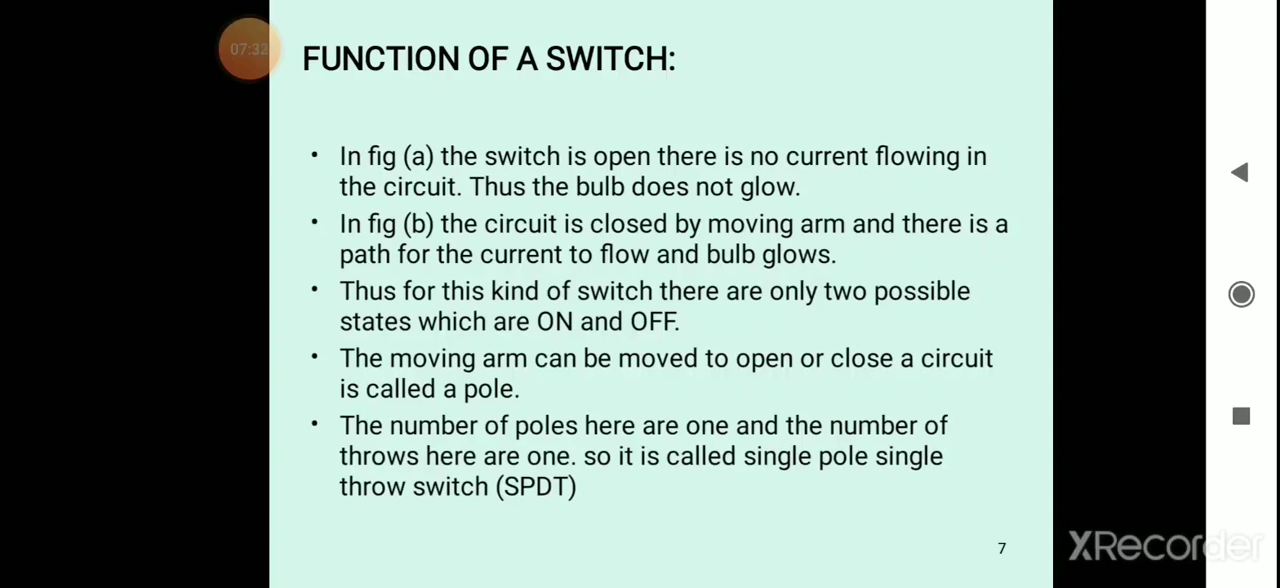 07:32
FUNCTION OF A SWITCH:
• In fig (a) the switch is open there is no current flowing in
the circuit. Thus the bulb does not glow.
• In fig (b) the circuit is closed by moving arm and there is a
path for the current to flow and bulb glows.
• Thus for this kind of switch there are only two possible
states which are ON and OFF.
• The moving arm can be moved to open or close a circuit
is called a pole.
• The number of poles here are one and the number of
throws here are one. so it is called single pole single
throw switch (SPDT)
7
XRecorder